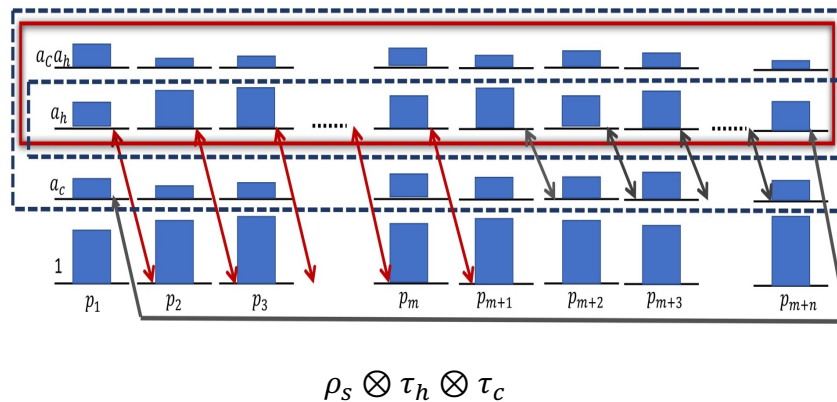 a_C a_h
a_h ........ ........
a_c
1
p_1 p_2 p_3 p_m p_{m+1} p_{m+2} p_{m+3} p_{m+n}
ρ_s ⊗ τ_h ⊗ τ_c